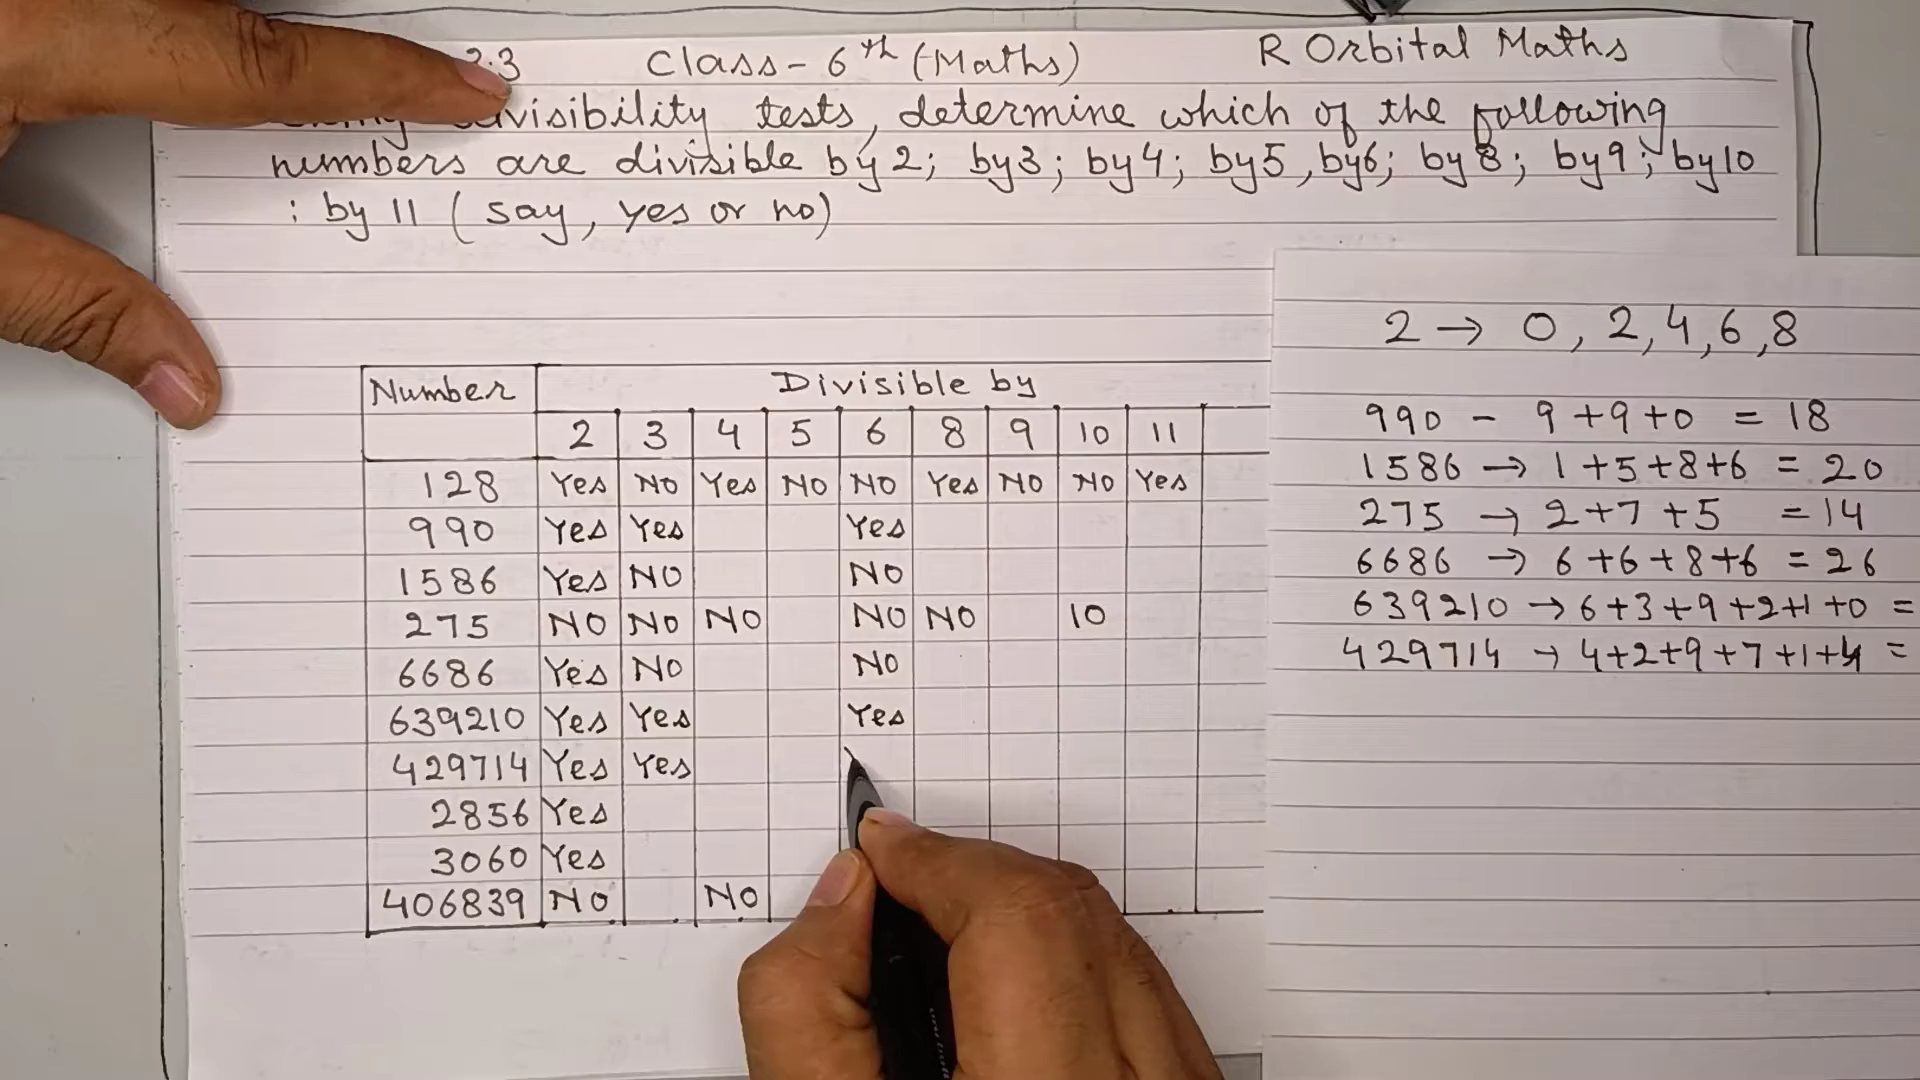 2.3 Class - 6th (Maths) R Orbital Maths
divisibility tests, determine which of the following
numbers are divisible by 2; by 3; by 4; by 5, by 6; by 8; by 9; by 10
: by 11 (say, yes or no)
2 → 0, 2, 4, 6, 8
990 - 9 + 9 + 0 = 18
1586 → 1 + 5 + 8 + 6 = 20
275 → 2 + 7 + 5 = 14
6686 → 6 + 6 + 8 + 6 = 26
639210 → 6 + 3 + 9 + 2 + 1 + 0 =
429714 → 4 + 2 + 9 + 7 + 1 + 4 =
Number Divisible by
2 3 4 5 6 8 9 10 11
128 Yes No Yes No No Yes No No Yes
990 Yes Yes Yes
1586 Yes No No
275 No No No No No 10
6686 Yes No No
639210 Yes Yes Yes
429714 Yes Yes
2856 Yes
3060 Yes
406839 No No